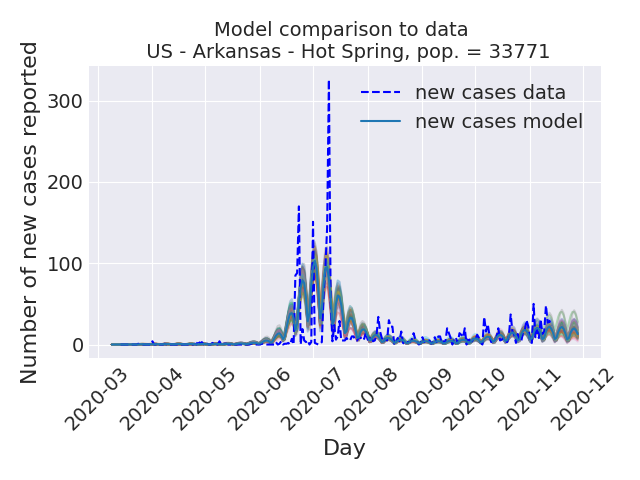 Model comparison to data
US - Arkansas - Hot Spring, pop. = 33771
Number of new cases reported
300
200
100
0
new cases data
new cases model
2020-03
2020-04
2020-05
2020-06
2020-07
2020-08
2020-09
2020-10
2020-11
2020-12
Day